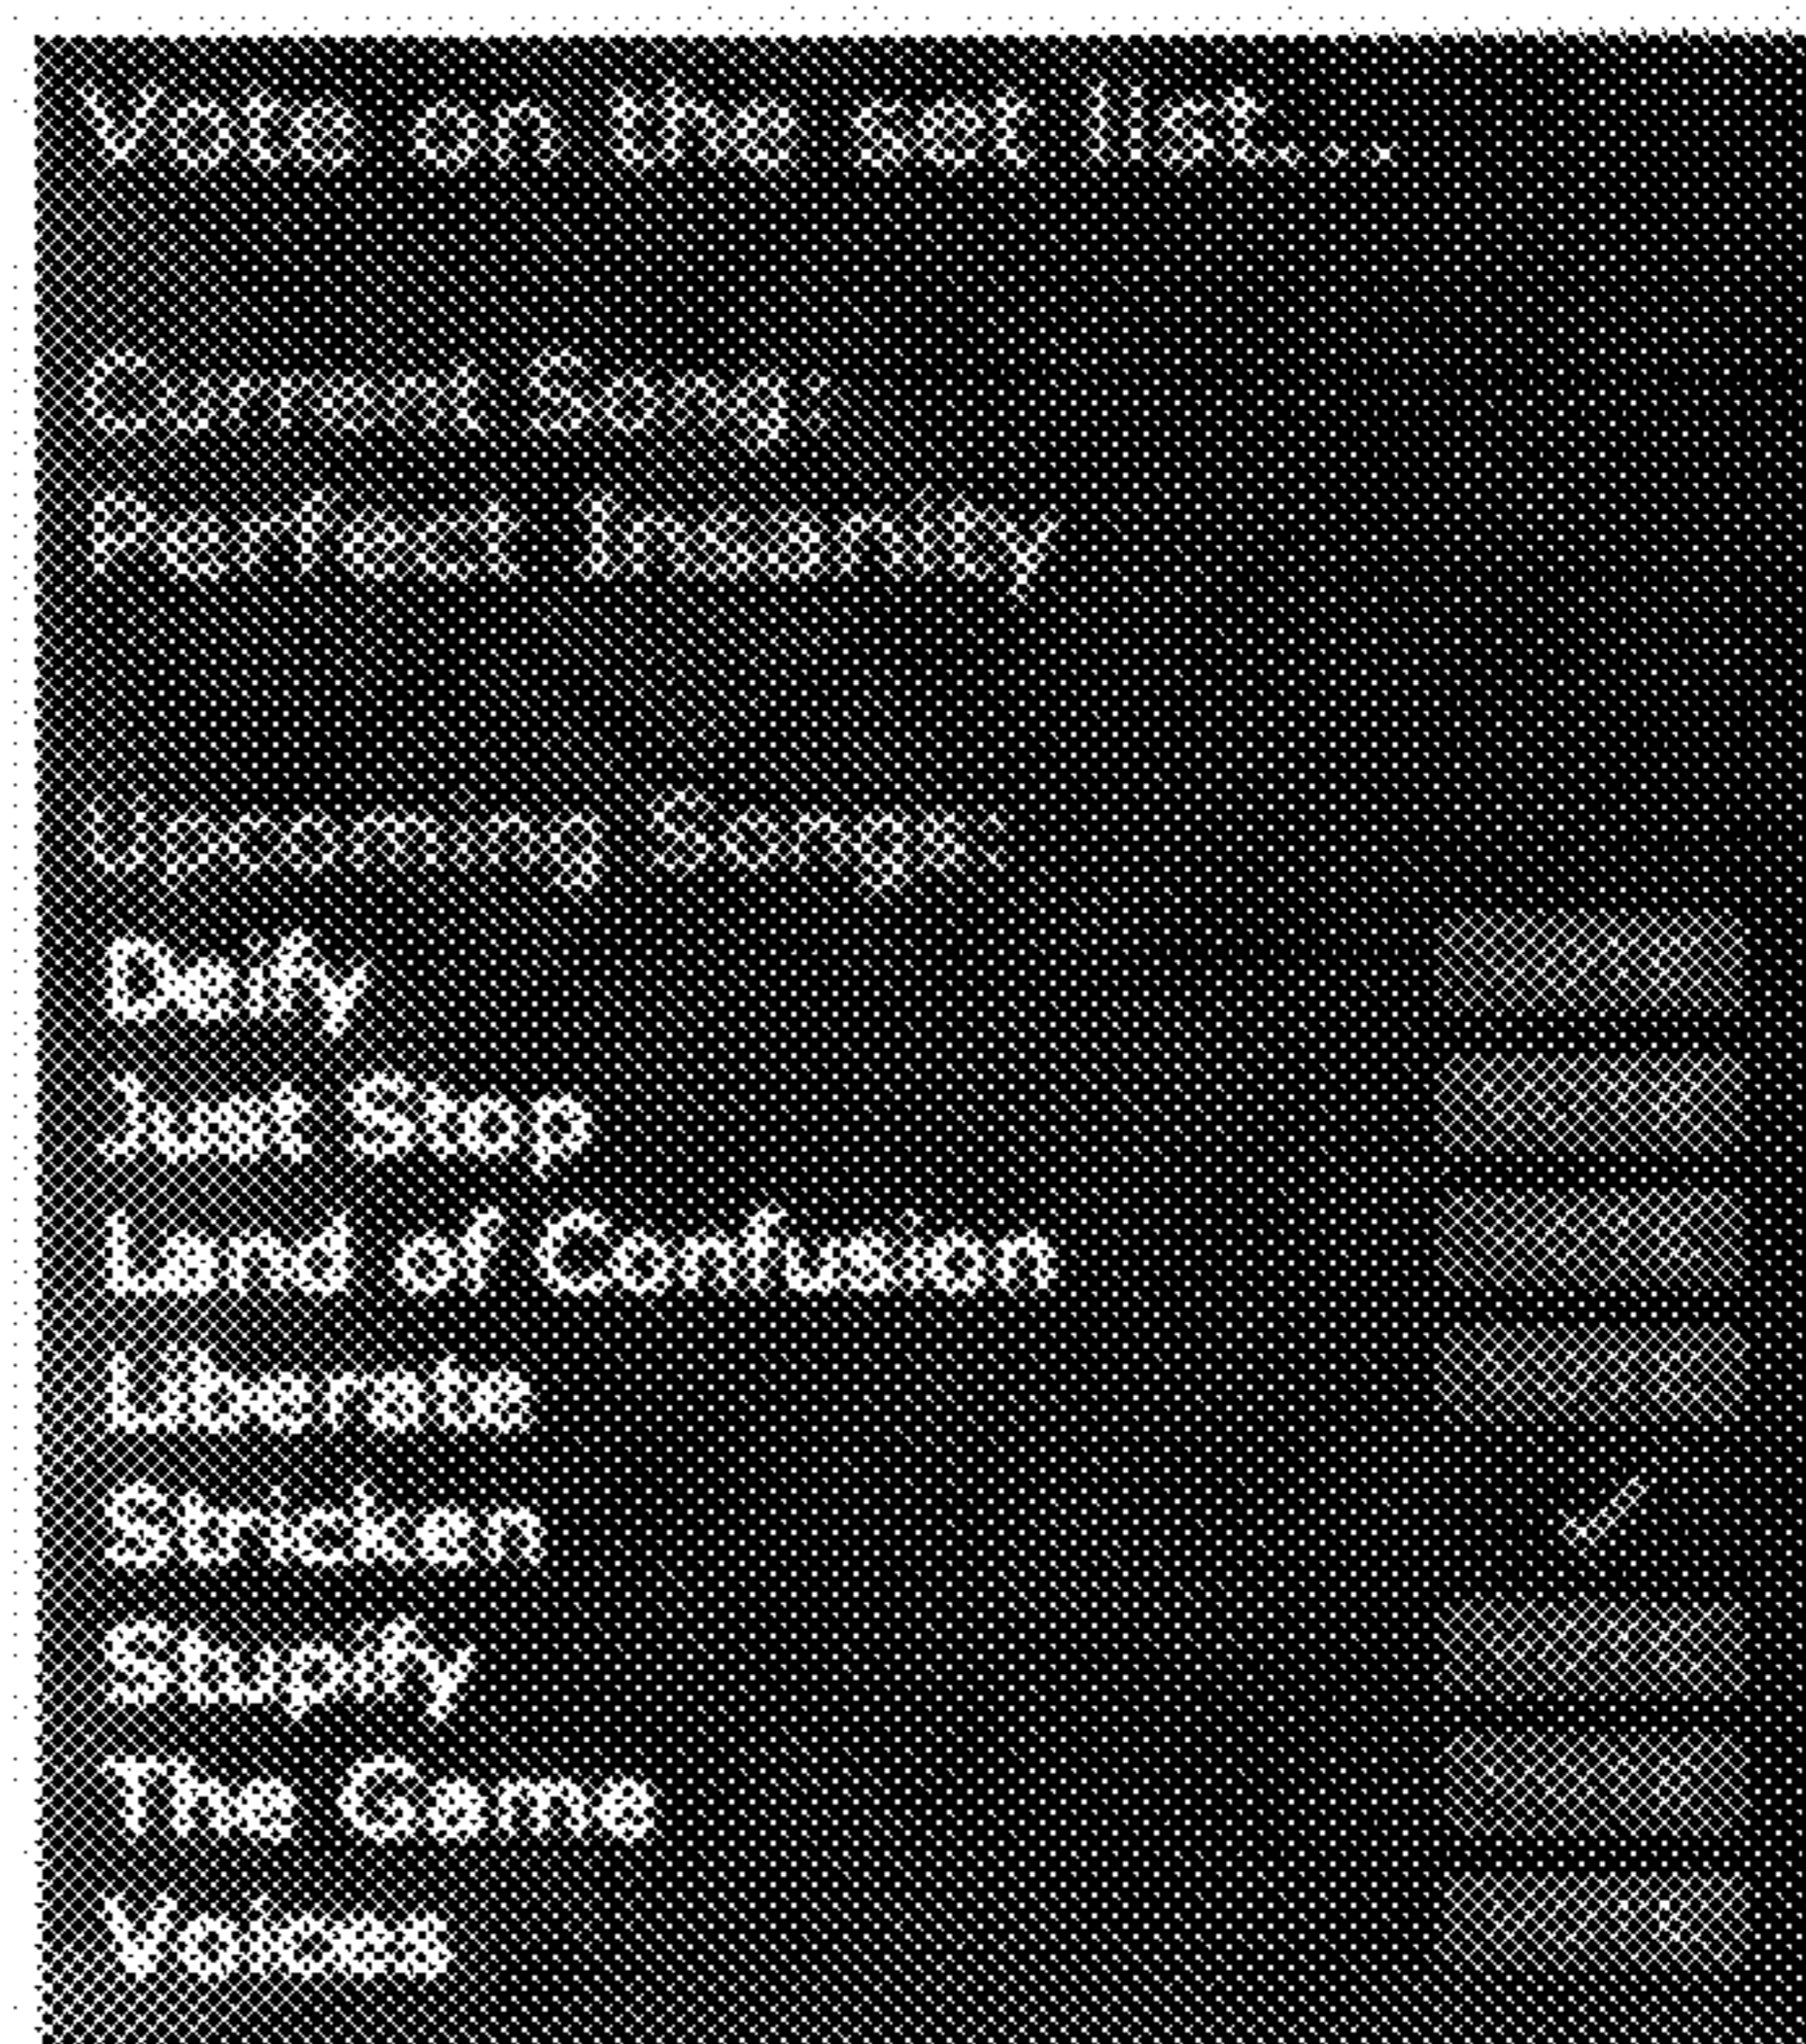 Vote on the set list...
Current Song:
Perfect Insanity
Upcoming Songs:
Deify
Just Stop
Land of Confusion
Liberate
Stricken
Stupify
The Game
Voices